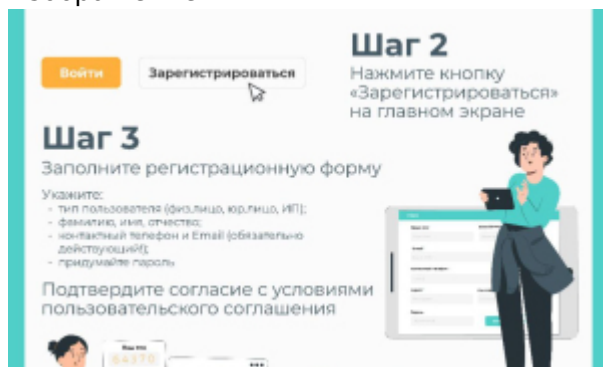 Войти
Зарегистрироваться
Шаг 2
Нажмите кнопку
«Зарегистрироваться»
на главном экране
Шаг 3
Заполните регистрационную форму
Укажите:
- тип пользователя (физ.лицо, юр.лицо, ИП);
- фамилию, имя, отчество;
- контактный телефон и Email (обязательно
действующий!);
- придумайте пароль
Подтвердите согласие с условиями
пользовательского соглашения
64170